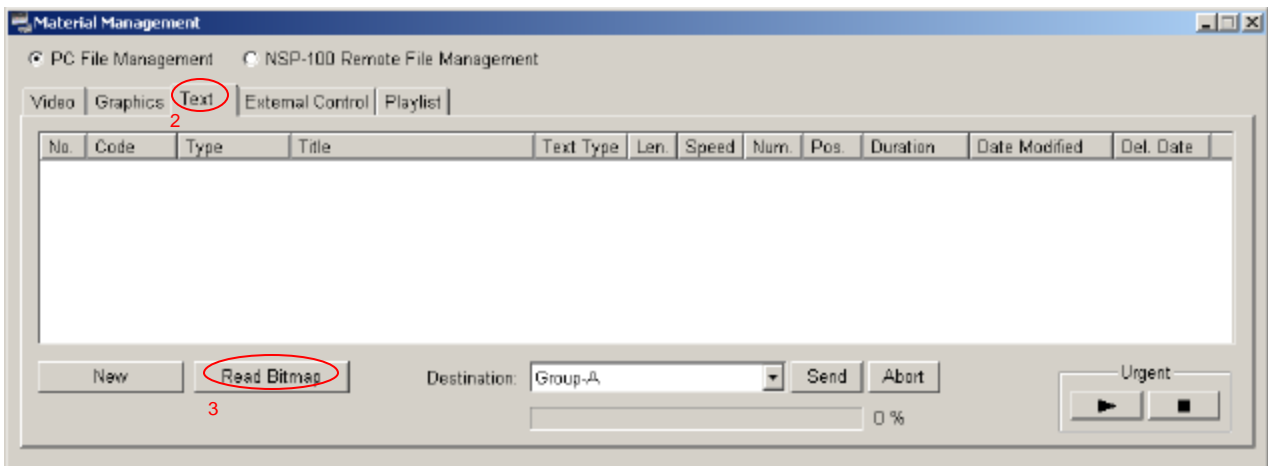 Material Management
PC File Management NSP-100 Remote File Management
Video Graphics Text External Control Playlist
2
No. Code Type Title Text Type Len. Speed Num. Pos. Duration Date Modified Del. Date
New Read Bitmap Destination: Group-A Send Abort Urgent
3
0 %